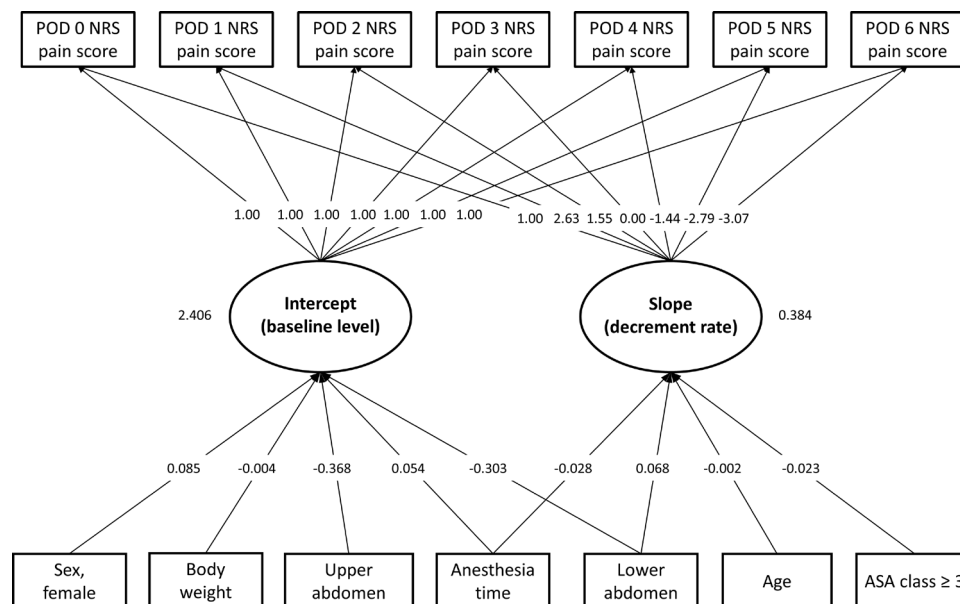 POD 0 NRS
pain score
POD 1 NRS
pain score
POD 2 NRS
pain score
POD 3 NRS
pain score
POD 4 NRS
pain score
POD 5 NRS
pain score
POD 6 NRS
pain score
1.00 1.00 1.00 1.00 1.00 1.00 1.00
1.00 2.63 1.55 0.00 -1.44 -2.79 -3.07
2.406
Intercept
(baseline level)
Slope
(decrement rate)
0.384
0.085 -0.004 -0.368 0.054 -0.303 -0.028 0.068 -0.002 -0.023
Sex,
female
Body
weight
Upper
abdomen
Anesthesia
time
Lower
abdomen
Age
ASA class ≥ 3